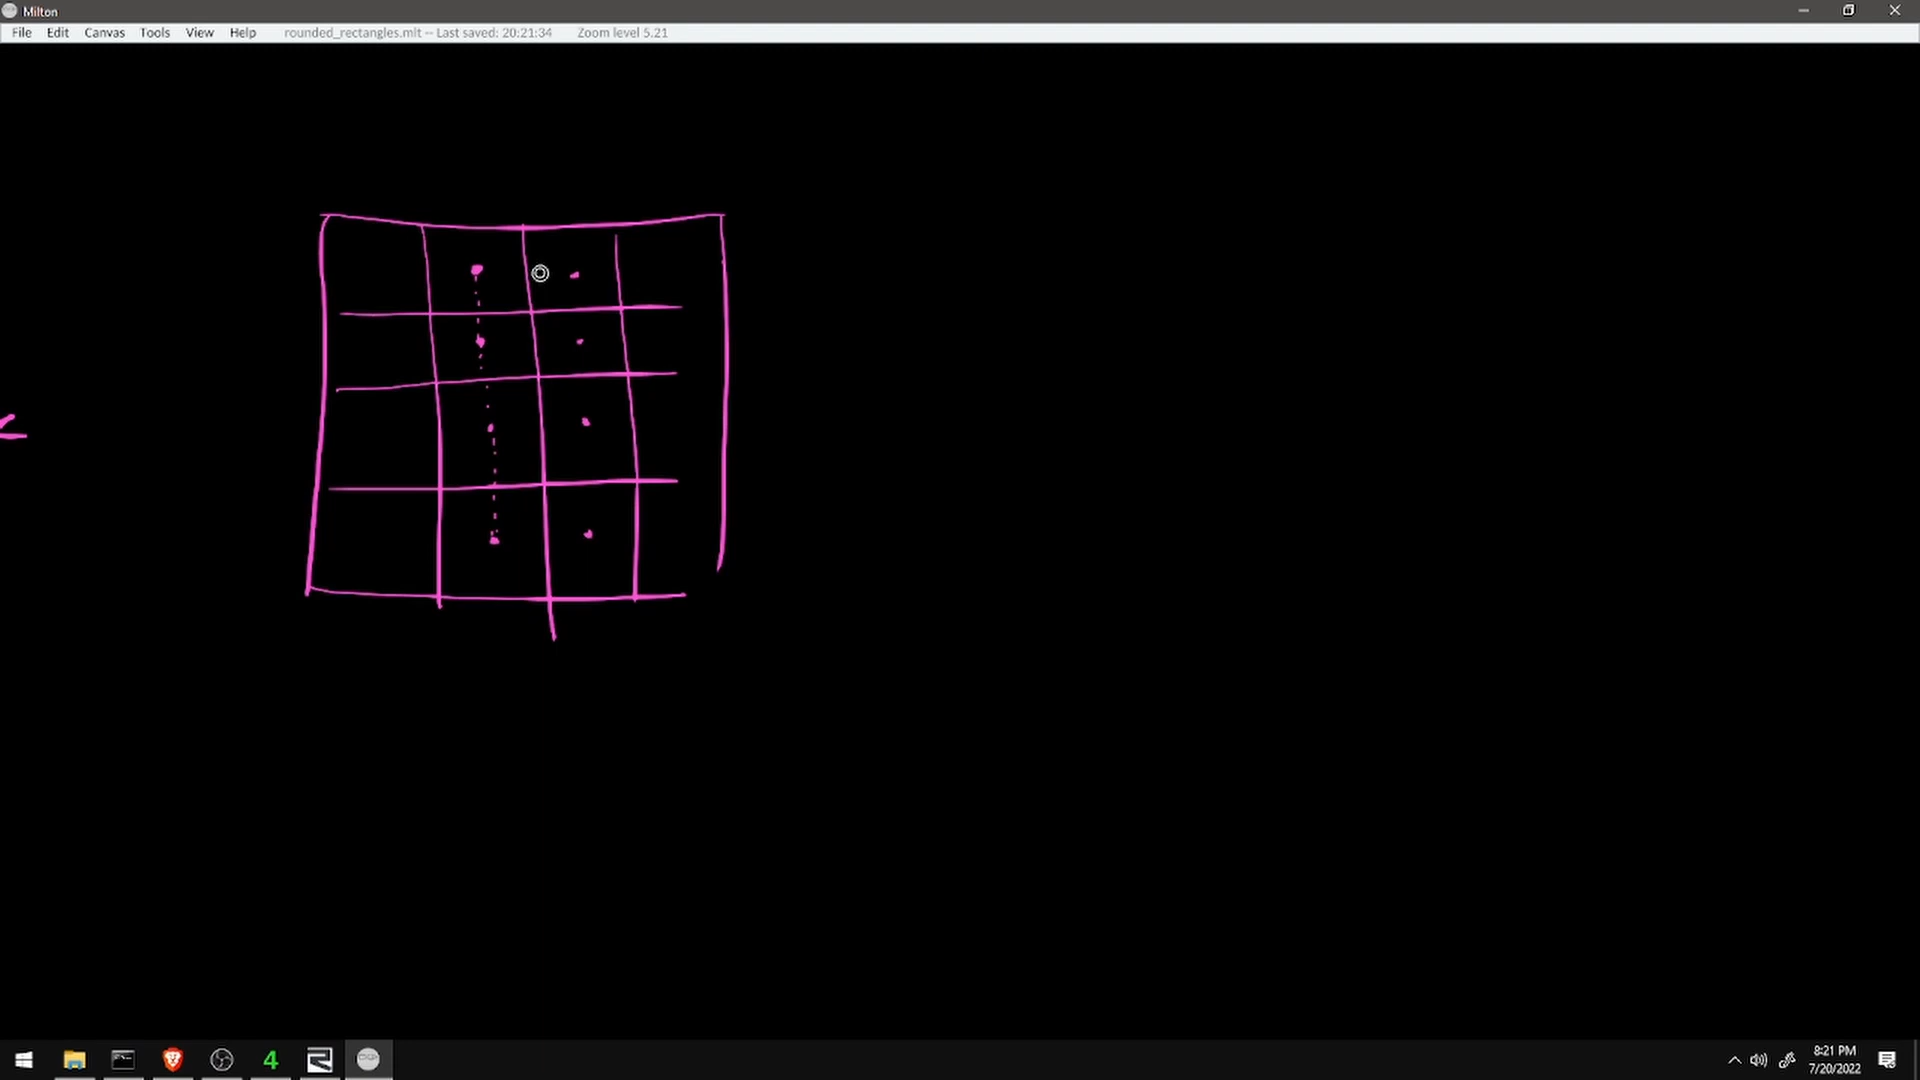 Milton
File Edit Canvas Tools View Help rounded_rectangles.mlt -- Last saved: 20:21:34 Zoom level 5.21
4
8:21 PM
7/20/2022